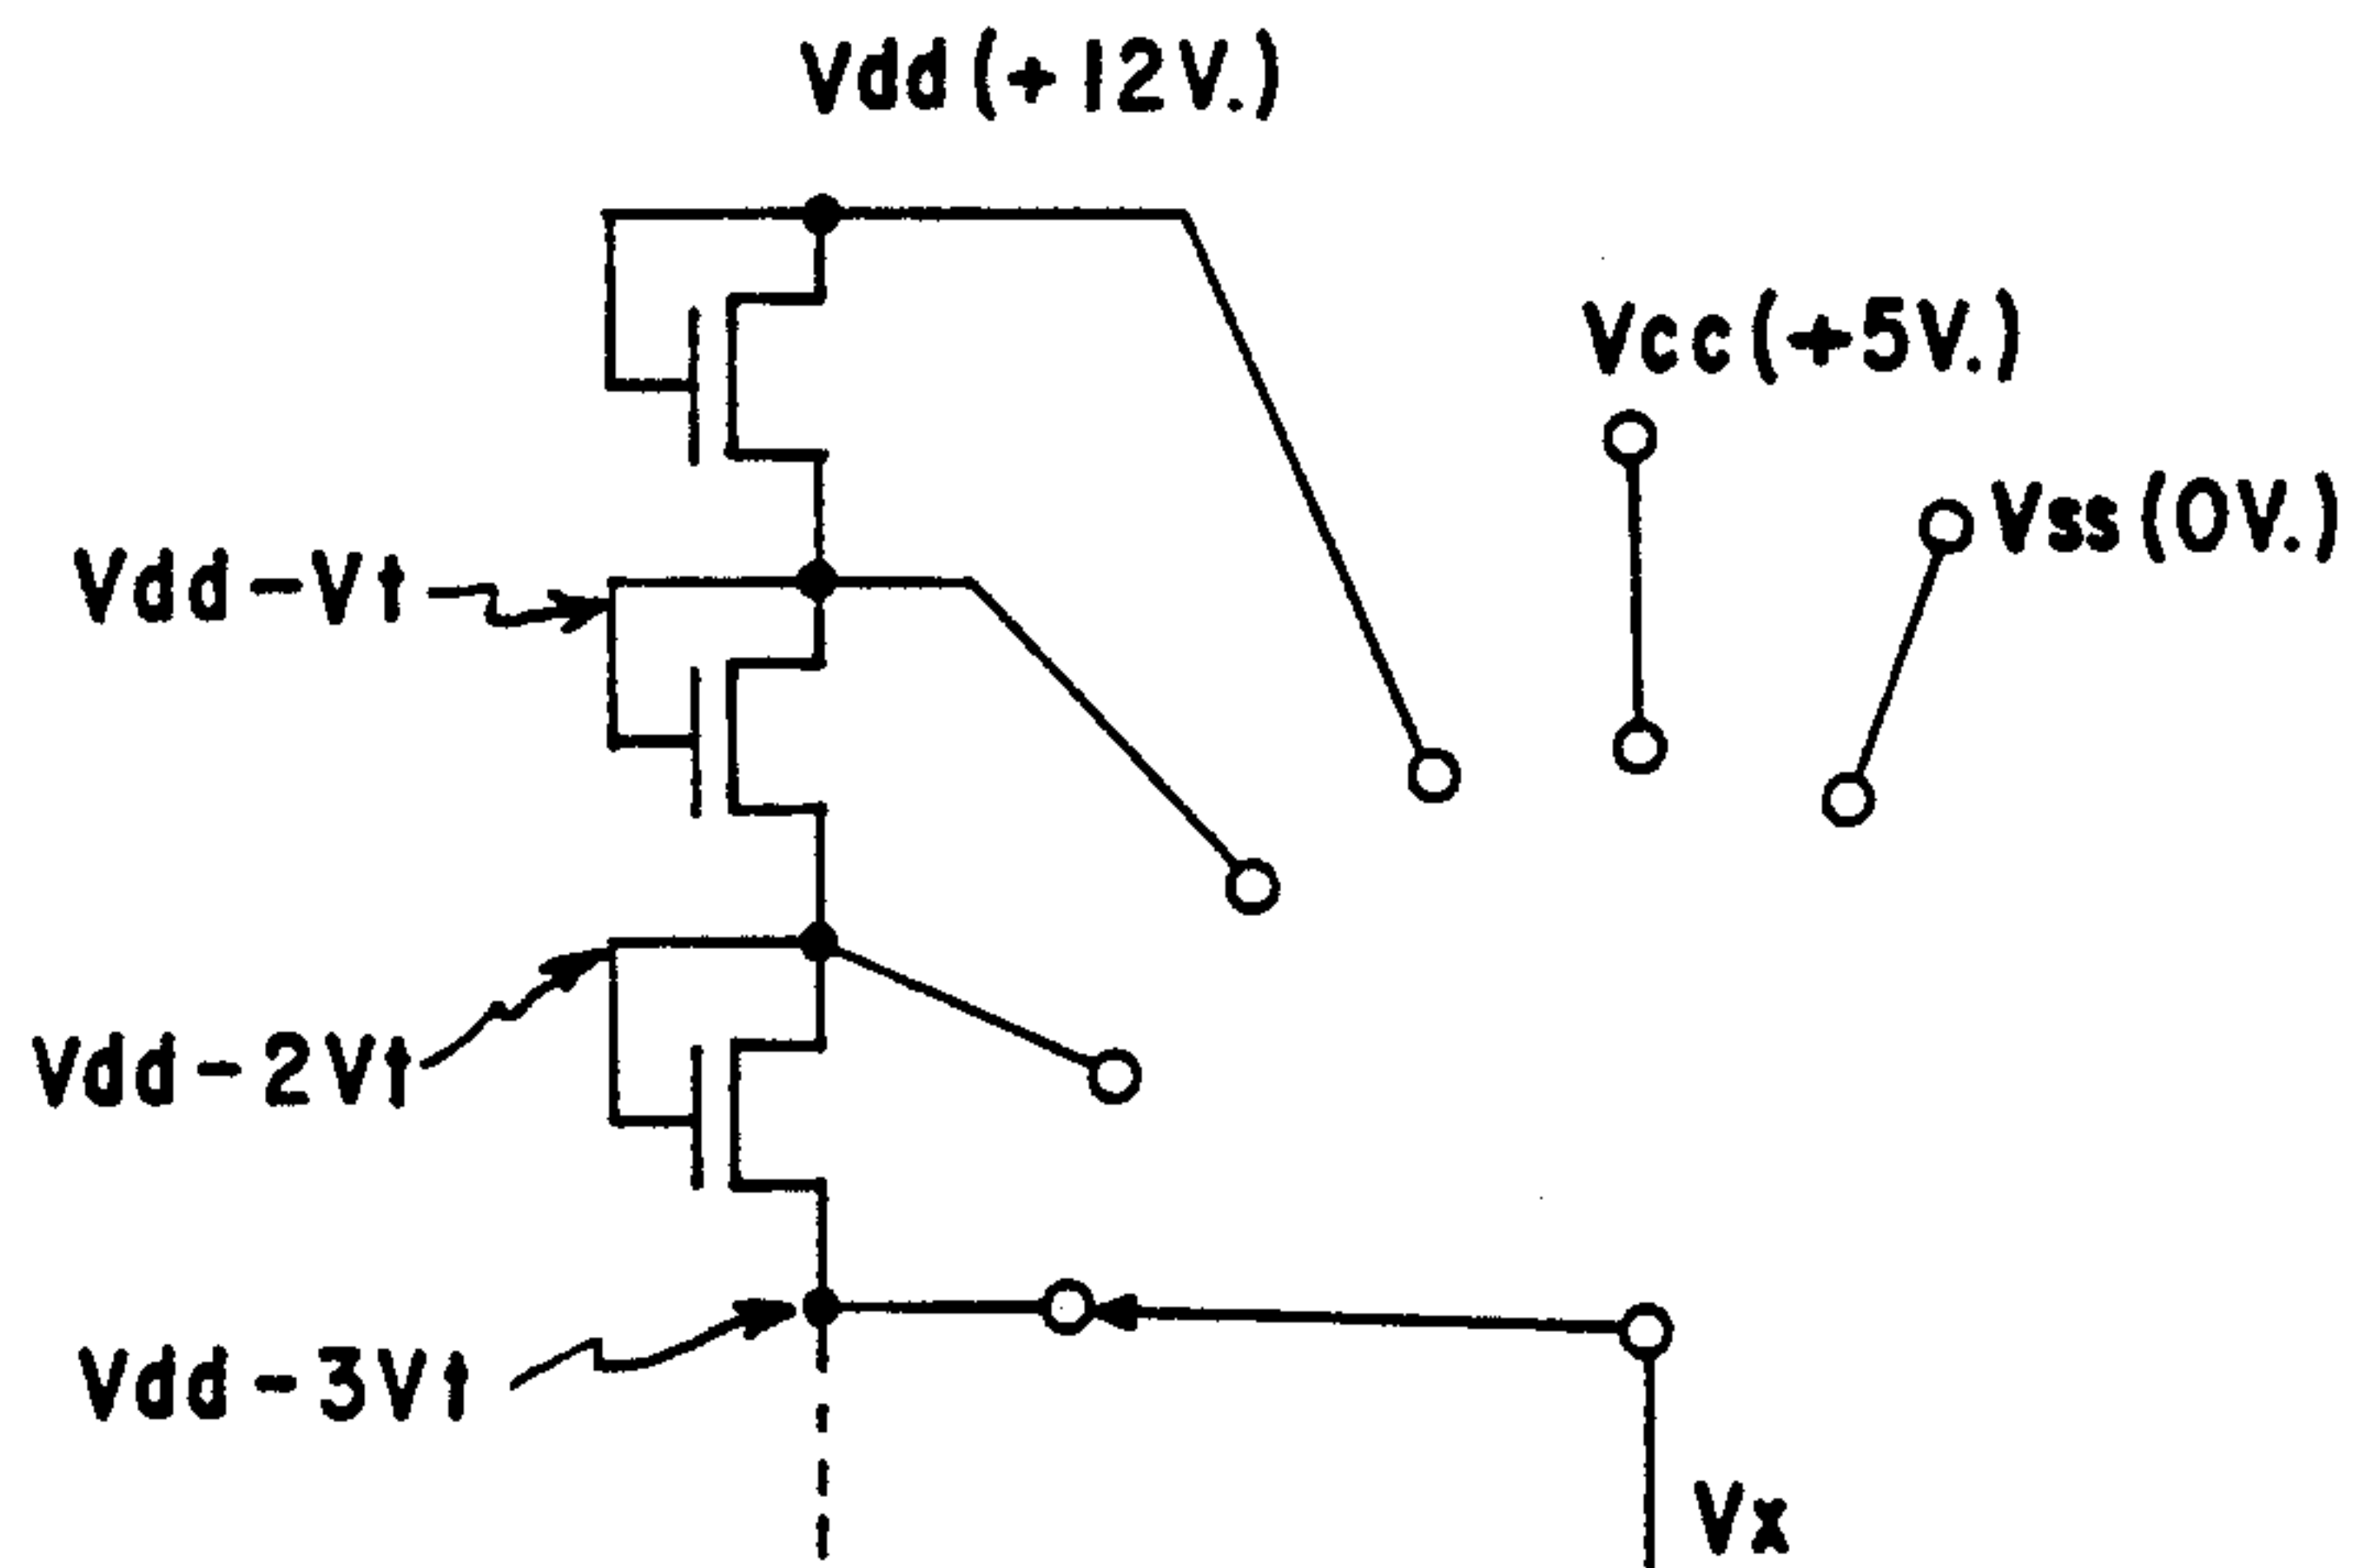 Vdd (+12V.)
Vcc (+5V.)
Vss (0V.)
Vdd-Vt
Vdd-2Vt
Vdd-3Vt
Vx